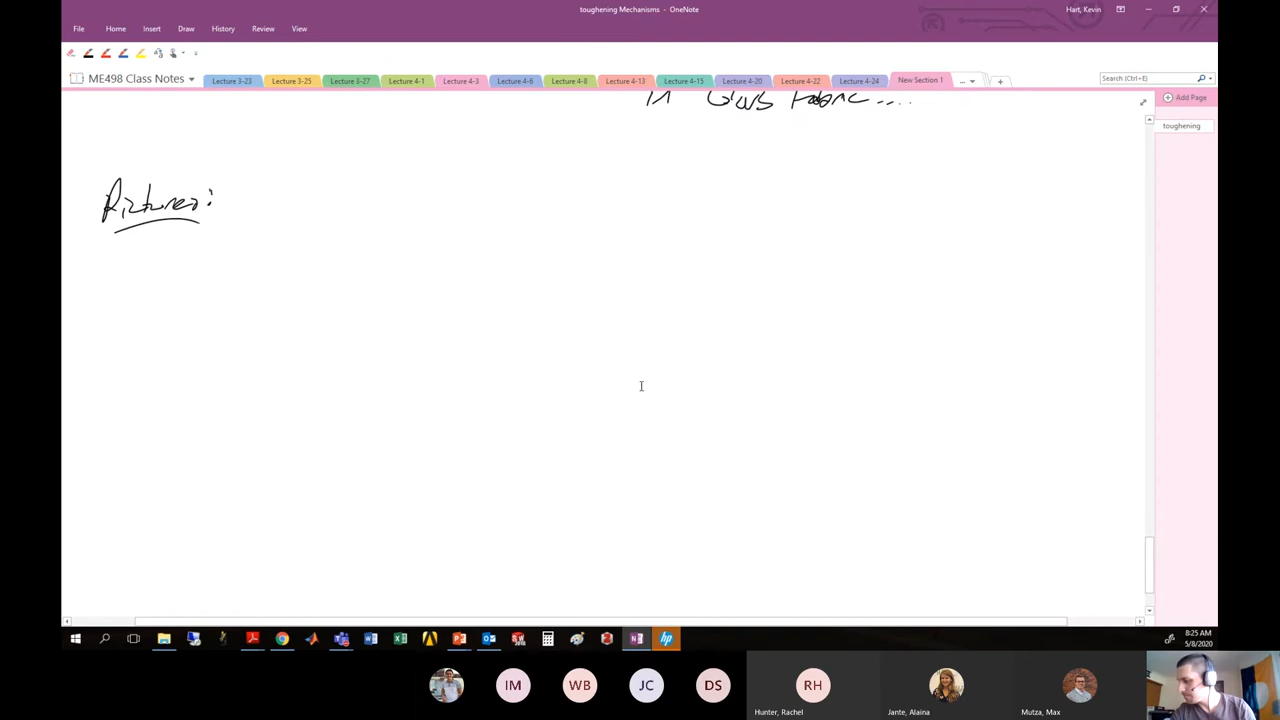 toughening Mechanisms - OneNote
Hart, Kevin
File Home Insert Draw History Review View
ME498 Class Notes
Lecture 3-23 Lecture 3-25 Lecture 3-27 Lecture 4-1 Lecture 4-3 Lecture 4-6 Lecture 4-8 Lecture 4-13 Lecture 4-15 Lecture 4-20 Lecture 4-22 Lecture 4-24 New Section 1 ...
Search (Ctrl+E)
Add Page
toughening
in Glass Fabric ....
Pictures:
8:25 AM
5/8/2020
IM WB JC DS RH
Hunter, Rachel Jante, Alaina Mutza, Max